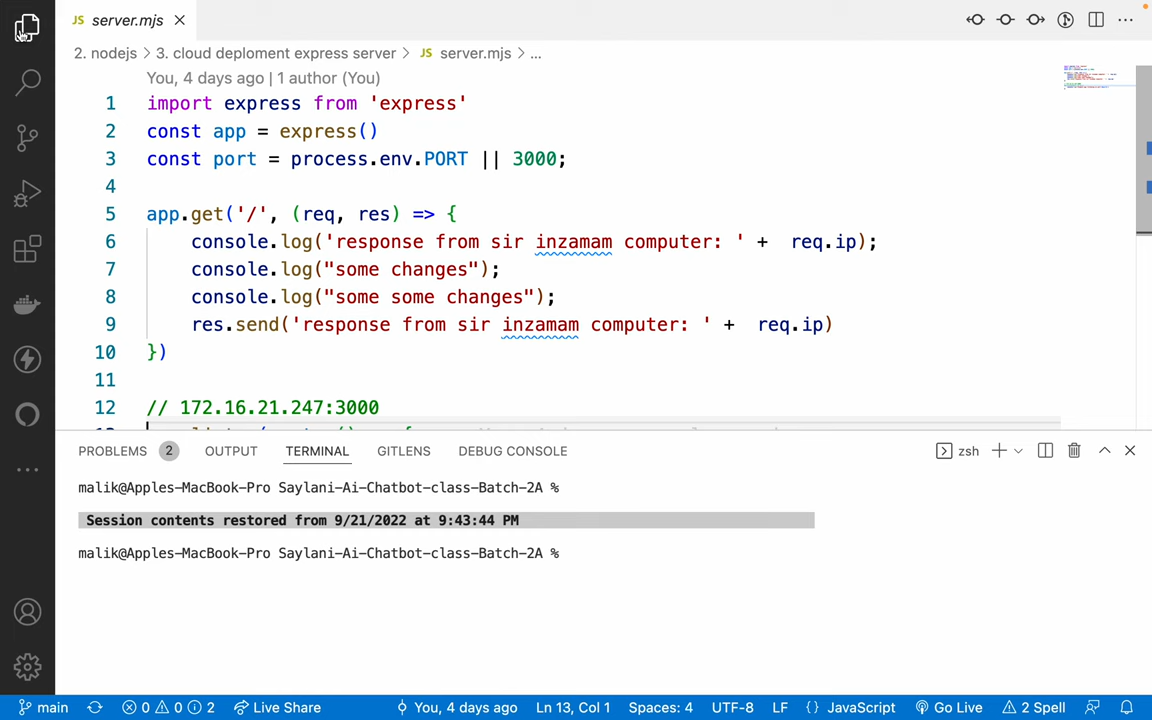 JS server.mjs
2. nodejs > 3. cloud deploment express server > JS server.mjs > ...
You, 4 days ago | 1 author (You)
1 import express from 'express'
2 const app = express()
3 const port = process.env.PORT || 3000;
4
5 app.get('/', (req, res) => {
6 console.log('response from sir inzamam computer: ' + req.ip);
7 console.log("some changes");
8 console.log("some some changes");
9 res.send('response from sir inzamam computer: ' + req.ip)
10 })
11
12 // 172.16.21.247:3000
PROBLEMS 2 OUTPUT TERMINAL GITLENS DEBUG CONSOLE zsh
malik@Apples-MacBook-Pro Saylani-Ai-Chatbot-class-Batch-2A %
Session contents restored from 9/21/2022 at 9:43:44 PM
malik@Apples-MacBook-Pro Saylani-Ai-Chatbot-class-Batch-2A %
main 0 0 2 Live Share You, 4 days ago Ln 13, Col 1 Spaces: 4 UTF-8 LF {} JavaScript Go Live 2 Spell